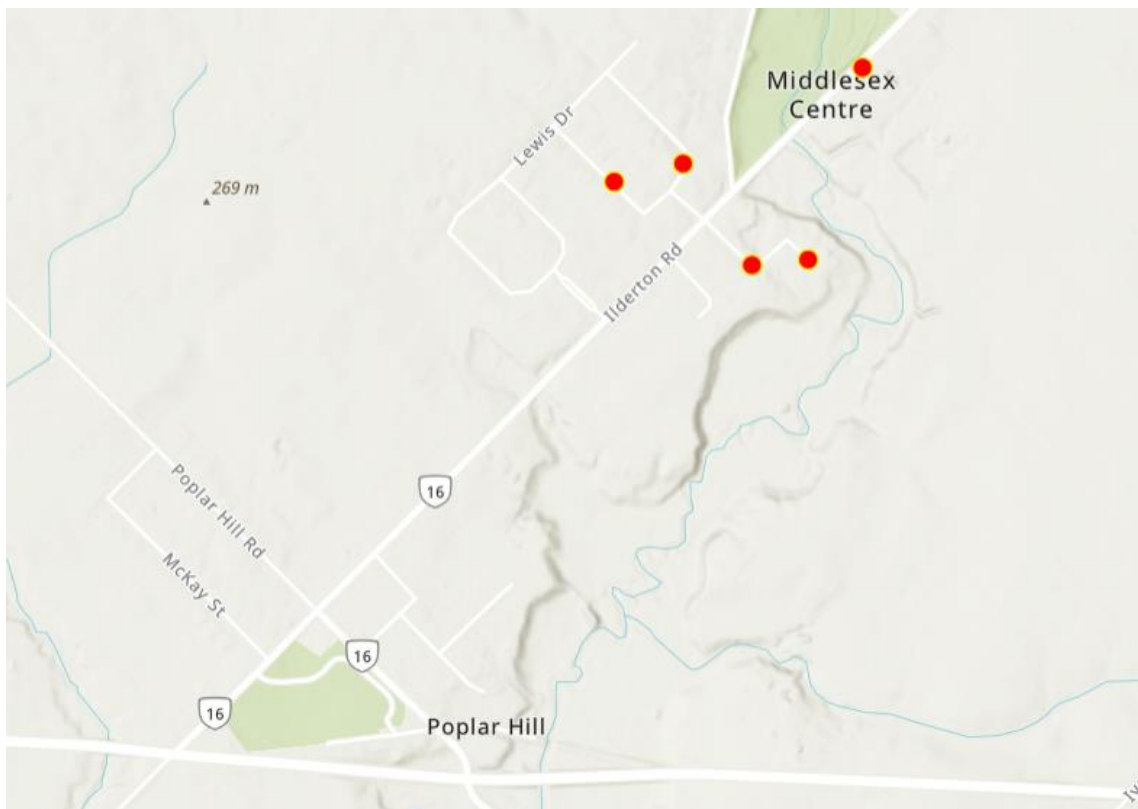 Middlesex
Centre
Lewis Dr
269 m
Ilderton Rd
16
Poplar Hill Rd
McKay St
16
16
Poplar Hill